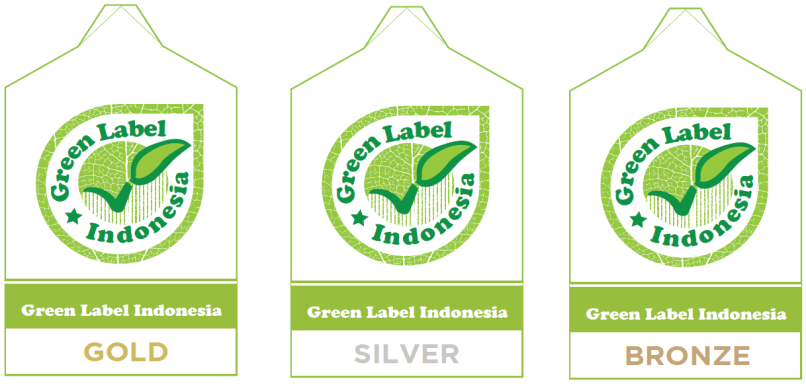 Green Label
Indonesia
Green Label Indonesia
GOLD
Green Label
Indonesia
Green Label Indonesia
SILVER
Green Label
Indonesia
Green Label Indonesia
BRONZE